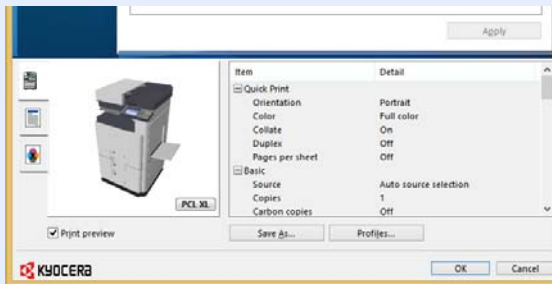 Apply
Item Detail
Quick Print
Orientation Portrait
Color Full color
Collate On
Duplex Off
Pages per sheet Off
Basic
Source Auto source selection
Copies 1
Carbon copies Off
PCL XL
Print preview Save As... Profiles...
KYOCERA OK Cancel